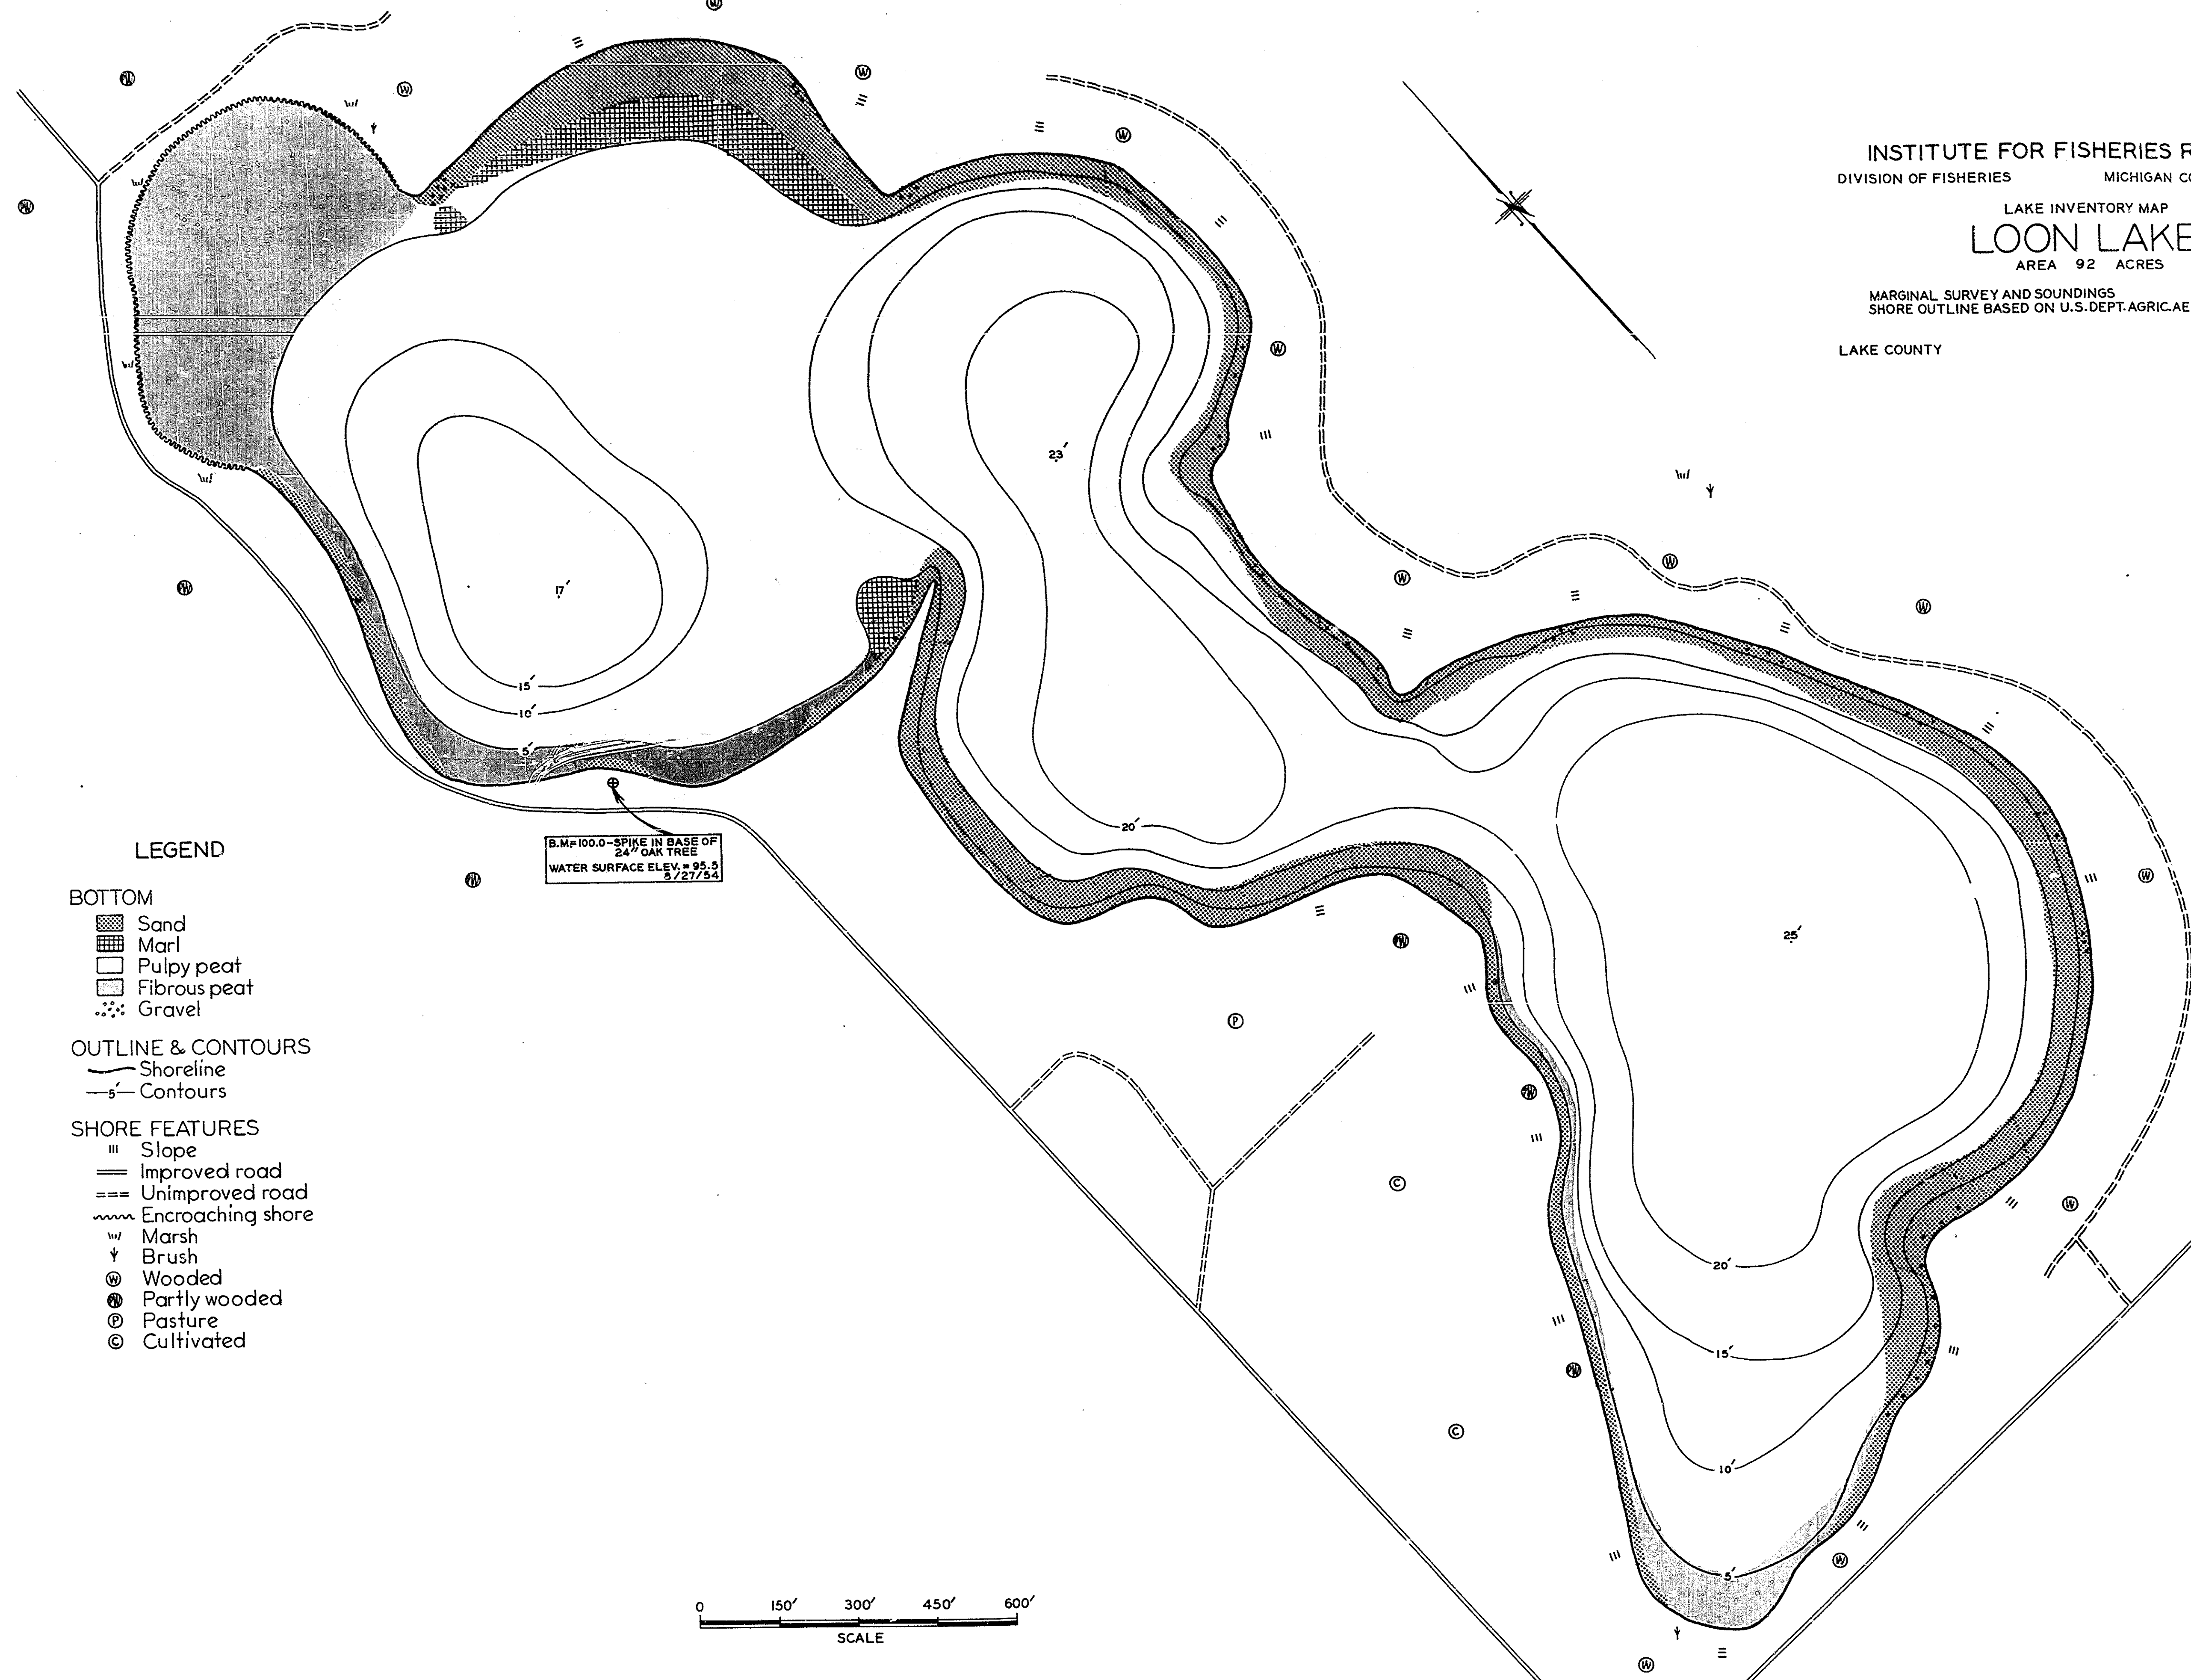 INSTITUTE FOR FISHERIES R
DIVISION OF FISHERIES MICHIGAN CO
LAKE INVENTORY MAP
LOON LAKE
AREA 92 ACRES
MARGINAL SURVEY AND SOUNDINGS
SHORE OUTLINE BASED ON U.S. DEPT. AGRIC. AE
LAKE COUNTY
23'
17'
15'
10'
5'
20'
25'
B.M.=100.0-SPIKE IN BASE OF
24" OAK TREE
WATER SURFACE ELEV. = 95.5
8/27/54
20'
15'
10'
5'
LEGEND
BOTTOM
Sand
Marl
Pulpy peat
Fibrous peat
Gravel
OUTLINE & CONTOURS
Shoreline
5' Contours
SHORE FEATURES
Slope
Improved road
Unimproved road
Encroaching shore
Marsh
Brush
W Wooded
PW Partly wooded
P Pasture
C Cultivated
0 150' 300' 450' 600'
SCALE